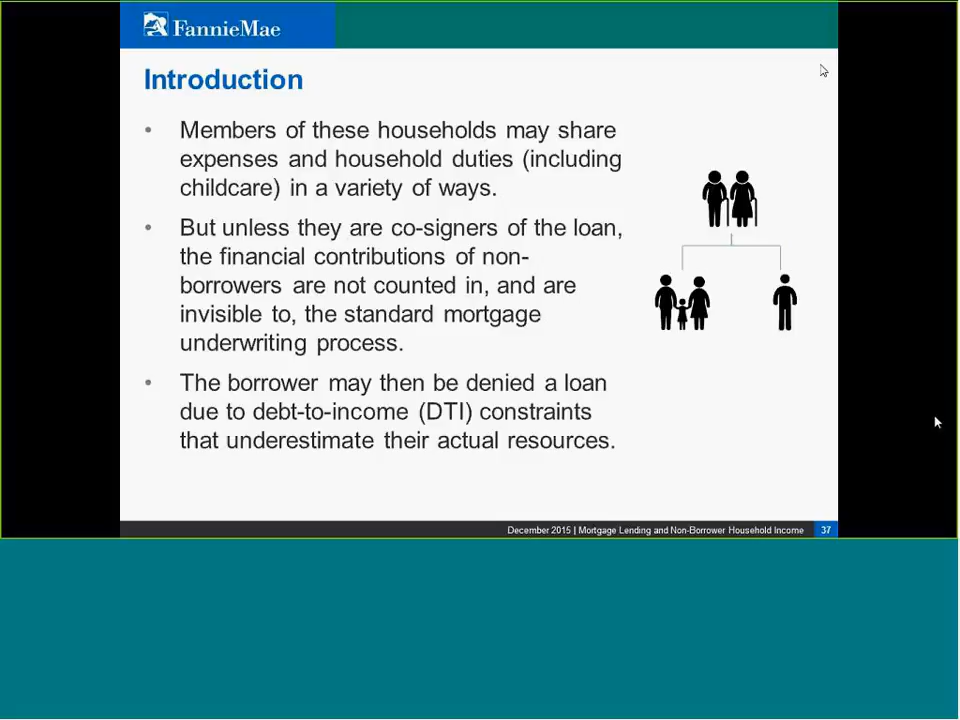 FannieMae
Introduction
• Members of these households may share
expenses and household duties (including
childcare) in a variety of ways.
• But unless they are co-signers of the loan,
the financial contributions of non-
borrowers are not counted in, and are
invisible to, the standard mortgage
underwriting process.
• The borrower may then be denied a loan
due to debt-to-income (DTI) constraints
that underestimate their actual resources.
December 2015 | Mortgage Lending and Non-Borrower Household Income 37